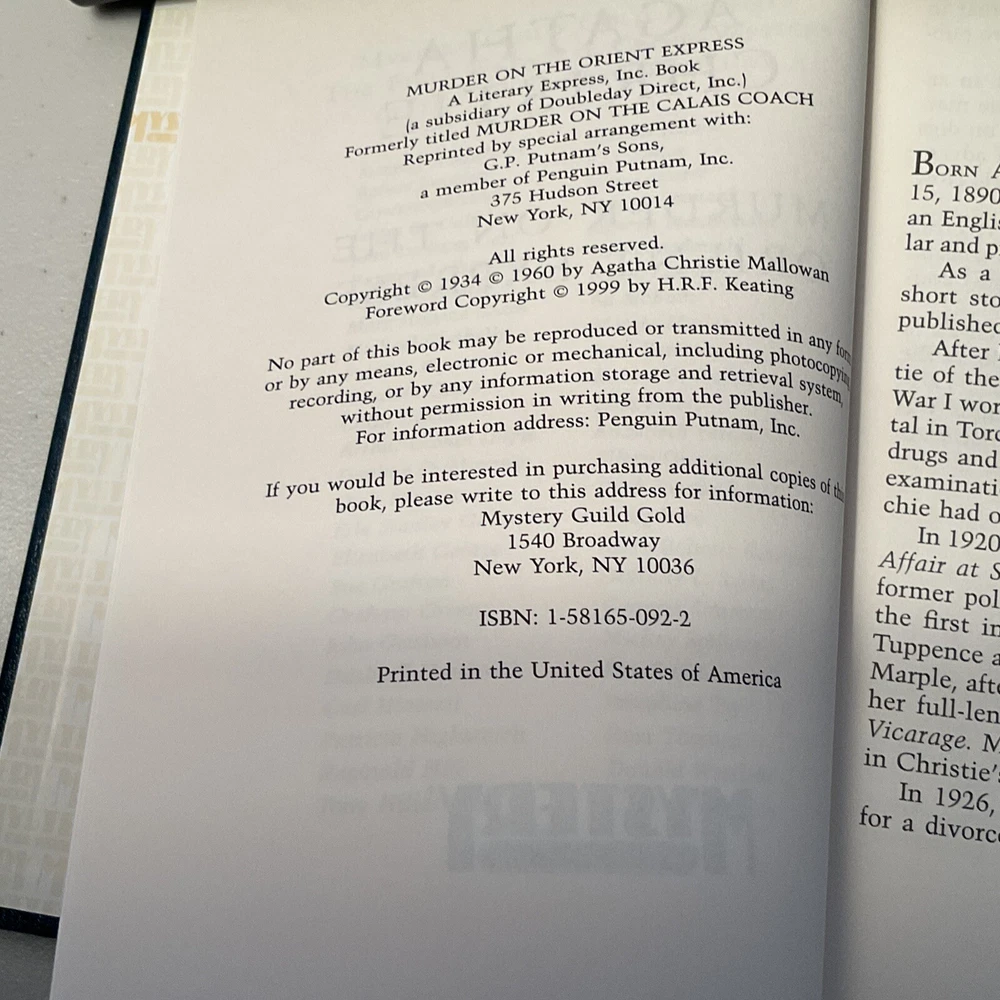 MURDER ON THE ORIENT EXPRESS
A Literary Express, Inc. Book
(a subsidiary of Doubleday Direct, Inc.)
Formerly titled MURDER ON THE CALAIS COACH
Reprinted by special arrangement with:
G.P. Putnam's Sons,
a member of Penguin Putnam, Inc.
375 Hudson Street
New York, NY 10014
All rights reserved.
Copyright © 1934 © 1960 by Agatha Christie Mallowan
Foreword Copyright © 1999 by H.R.F. Keating
No part of this book may be reproduced or transmitted in any
or by any means, electronic or mechanical, including
recording, or by any information storage and retrieval system,
without permission in writing from the publisher.
For information address: Penguin Putnam, Inc.
If you would be interested in purchasing additional copies of
book, please write to this address for information:
Mystery Guild Gold
1540 Broadway
New York, NY 10036
ISBN: 1-58165-092-2
Printed in the United States of America
BORN
15, 1890
an
lar and
As a
short
published
After
tie of the
War I
tal in
drugs and
chie had
In 1920
Affair at
former
the first
Tuppence
Marple,
her
Vicarage.
in Christie's
In 1926,
for a